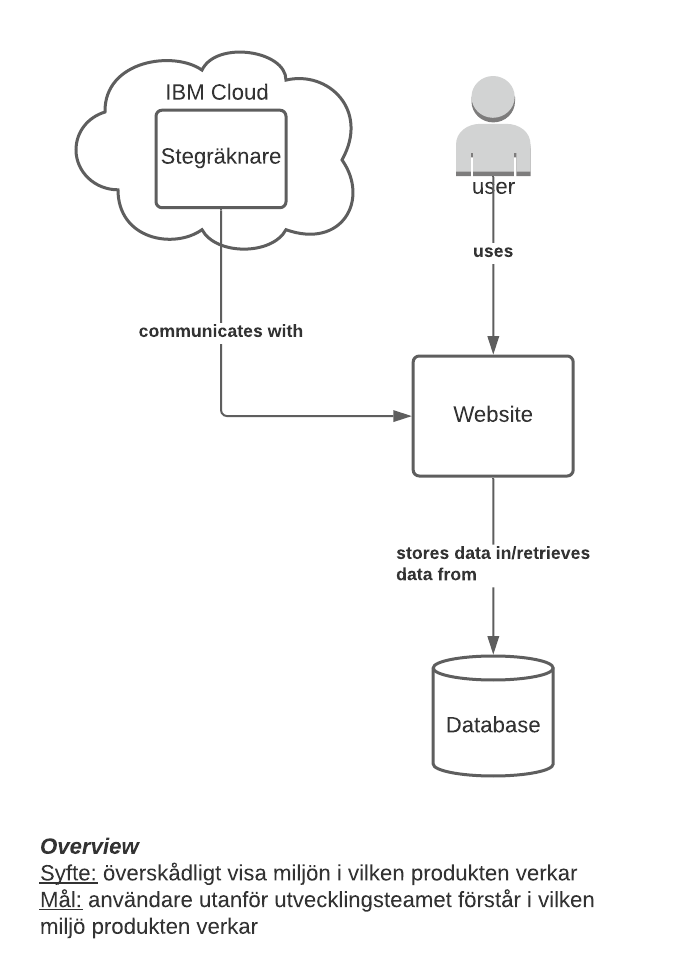 IBM Cloud
Stegräknare
user
uses
communicates with
Website
stores data in/retrieves
data from
Database
Overview
Syfte: överskådligt visa miljön i vilken produkten verkar
Mål: användare utanför utvecklingsteamet förstår i vilken
miljö produkten verkar